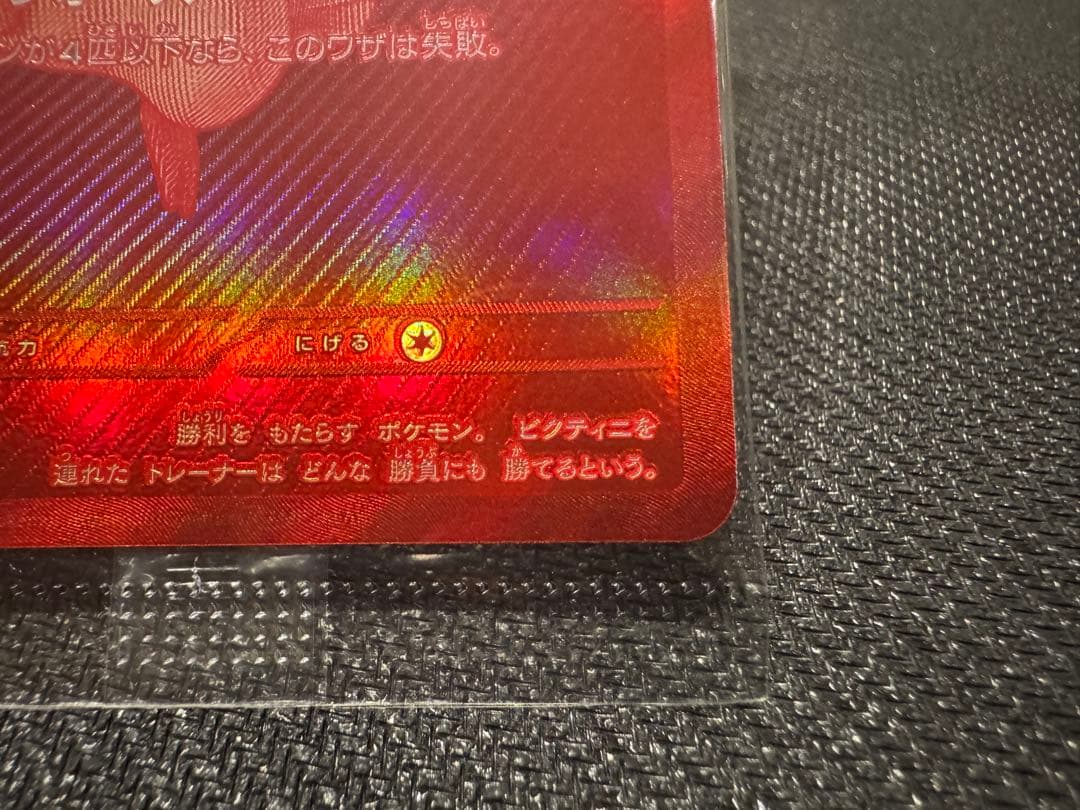 が4匹以下なら、このワザは失敗。
にげる
勝利を もたらす ポケモン。 ビクティニを
連れた トレーナーは どんな 勝負にも 勝てるという。